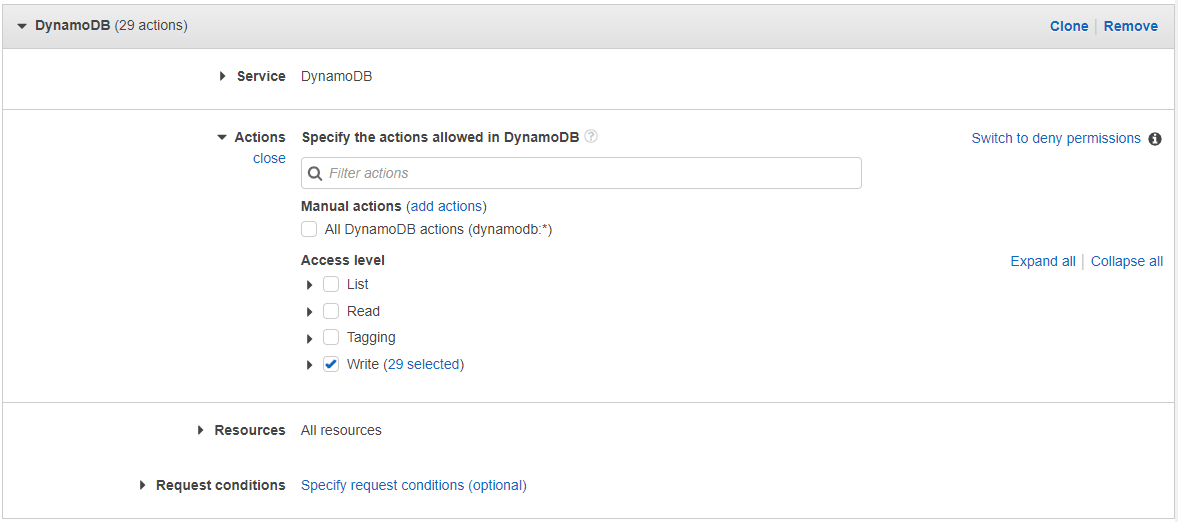 DynamoDB (29 actions) Clone Remove
Service DynamoDB
Actions Specify the actions allowed in DynamoDB ? Switch to deny permissions i
close
Filter actions
Manual actions (add actions)
All DynamoDB actions (dynamodb:*)
Access level Expand all Collapse all
List
Read
Tagging
Write (29 selected)
Resources All resources
Request conditions Specify request conditions (optional)